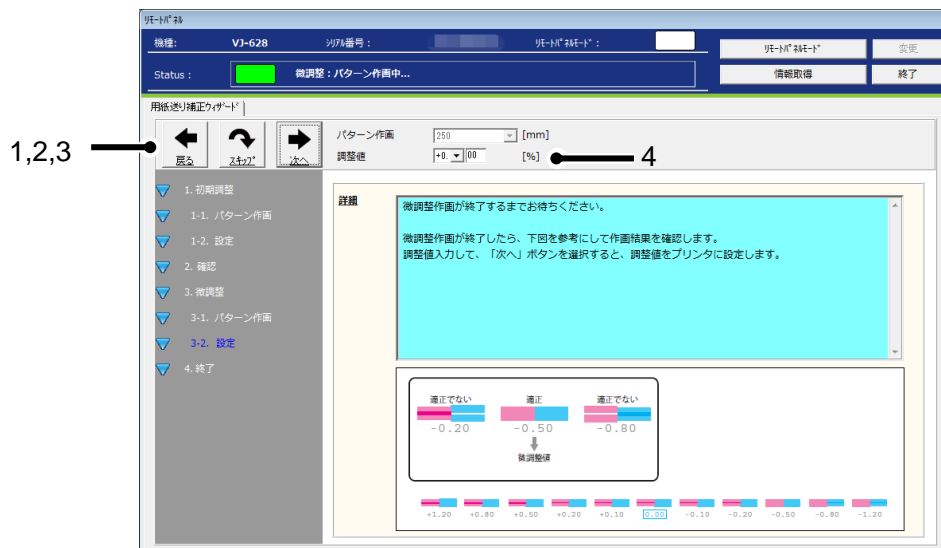 ﾘﾓｰﾄﾊﾟﾈﾙ
機種: VJ-628 ｼﾘｱﾙ番号： ﾘﾓｰﾄﾊﾟﾈﾙﾓｰﾄﾞ： ﾘﾓｰﾄﾊﾟﾈﾙﾓｰﾄﾞ 変更
Status： 微調整：パターン作画中... 情報取得 終了
用紙送り補正ｳｨｻﾞｰﾄﾞ
1,2,3
戻る ｽｷｯﾌﾟ 次へ
パターン作画 250 [mm]
調整値 +0. 00 [%] 4
1. 初期調整
1-1. パターン作画
1-2. 設定
2. 確認
3. 微調整
3-1. パターン作画
3-2. 設定
4. 終了
詳細
微調整作画が終了するまでお待ちください。
微調整作画が終了したら、下図を参考にして作画結果を確認します。
調整値入力して、「次へ」ボタンを選択すると、調整値をプリンタに設定します。
適正でない 適正 適正でない
-0.20 -0.50 -0.80
微調整値
+1.20 +0.80 +0.50 +0.20 +0.10 0.00 -0.10 -0.20 -0.50 -0.80 -1.20